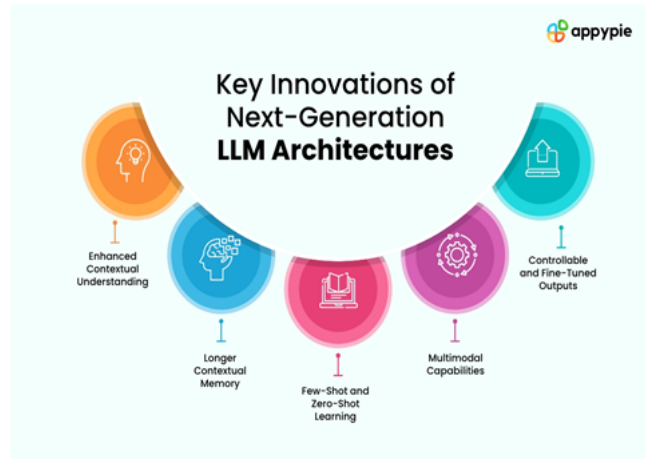 appypie
Key Innovations of
Next-Generation
LLM Architectures
Enhanced
Contextual
Understanding
Longer
Contextual
Memory
Few-Shot and
Zero-Shot
Learning
Multimodal
Capabilities
Controllable
and Fine-Tuned
Outputs